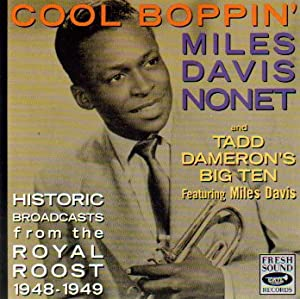 COOL BOPPIN'
MILES
DAVIS
NONET
and
TADD
DAMERON'S
BIG TEN
Featuring Miles Davis
HISTORIC
BROADCASTS
from the
ROYAL
ROOST
1948-1949
FRESH
SOUND
RECORDS